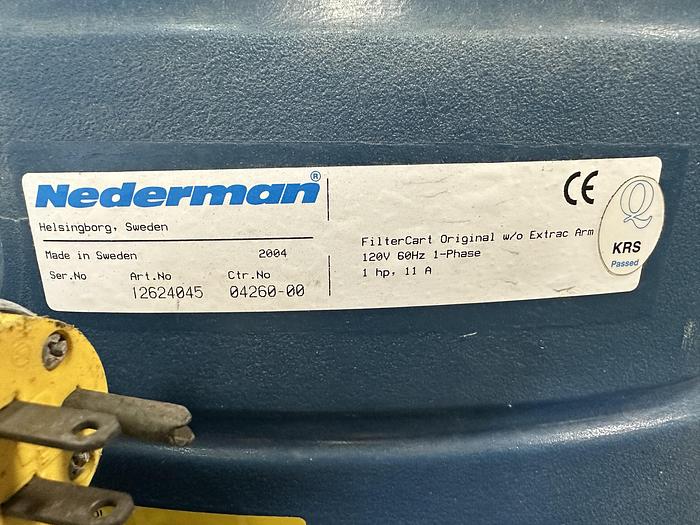 Nederman®
Helsingborg, Sweden
Made in Sweden 2004
Ser.No Art.No Ctr.No
12624045 04260-00
CE
FilterCart Original w/o Extrac Arm
120V 60Hz 1-Phase
1 hp, 11 A
Q
KRS
Passed